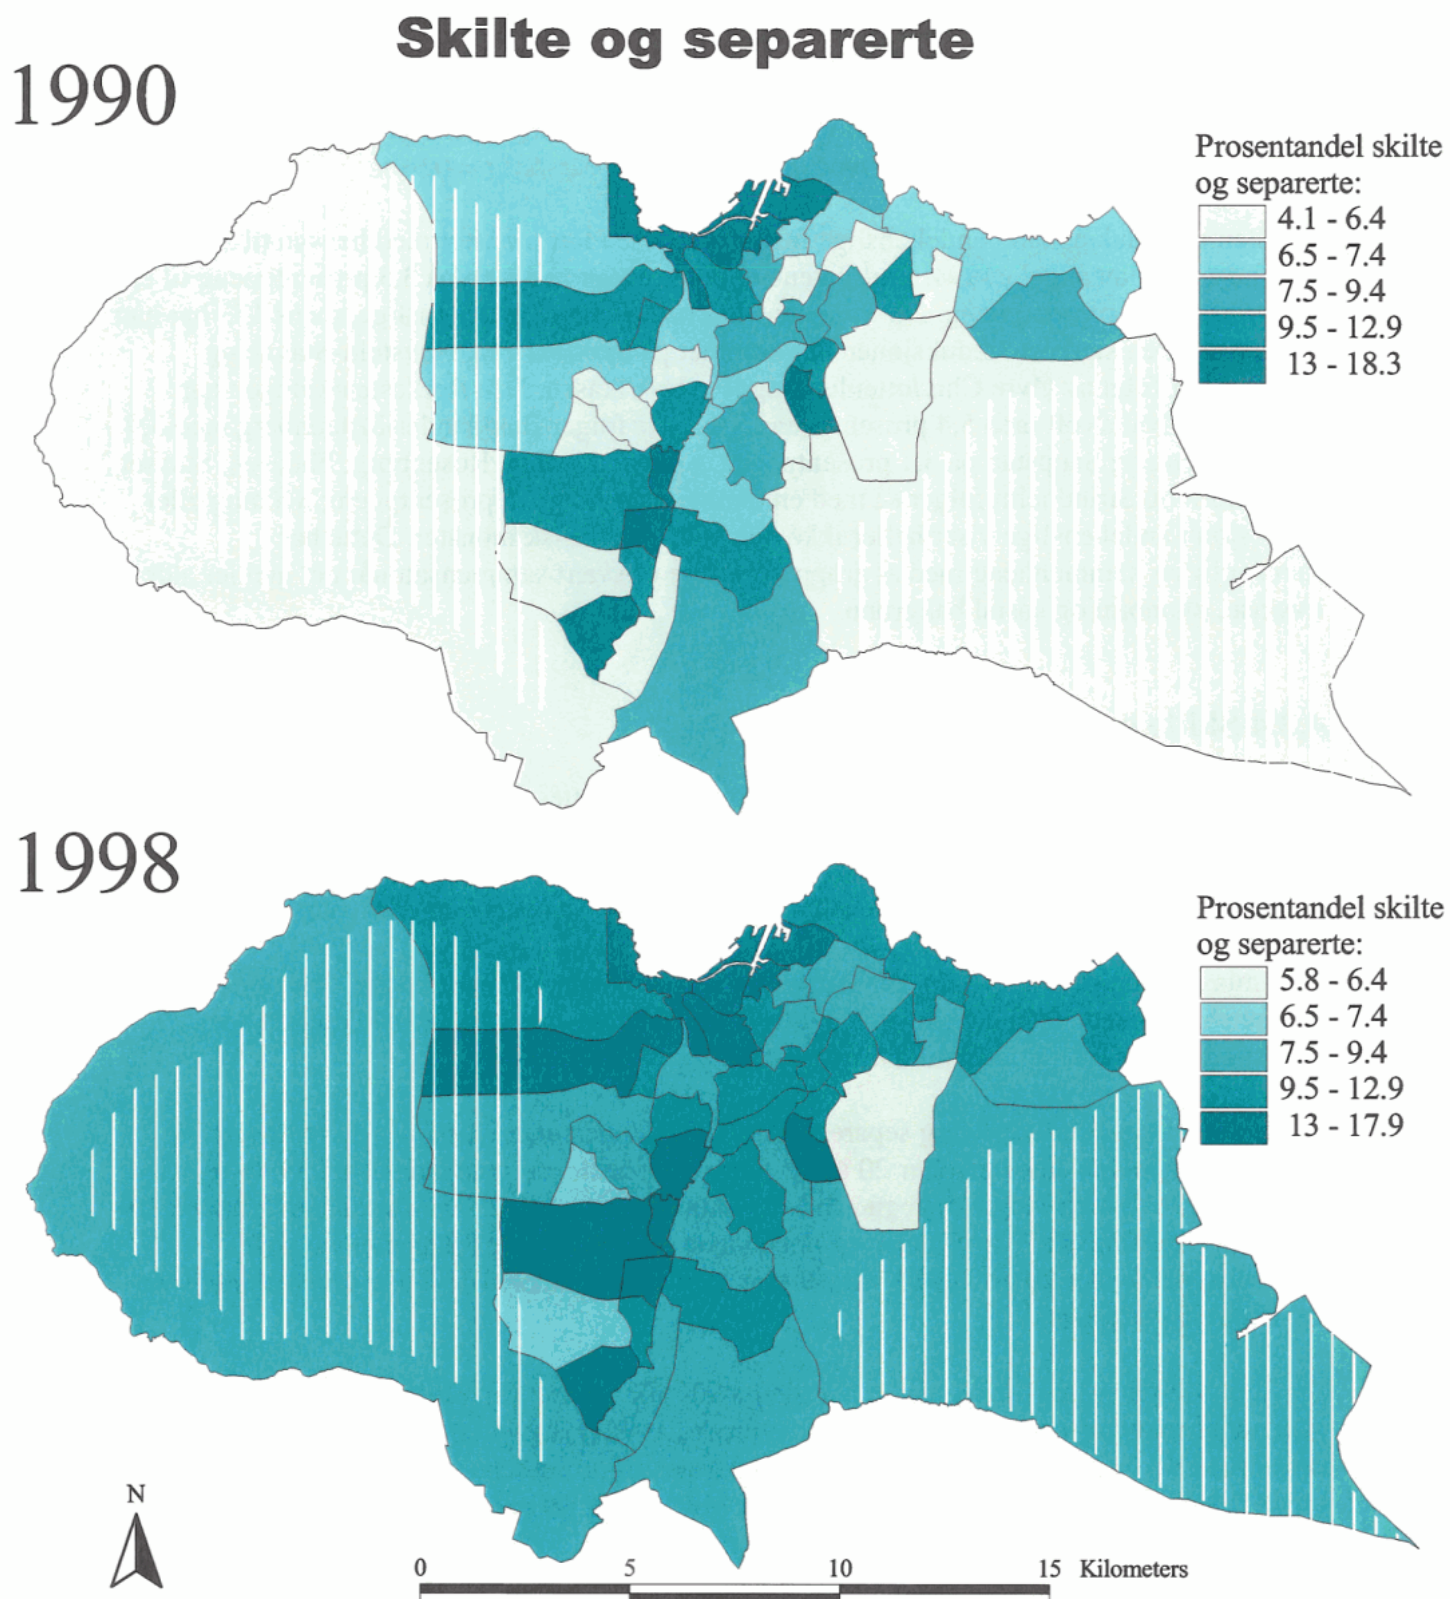 Skilte og separerte
1990
Prosentandel skilte
og separerte:
4.1 - 6.4
6.5 - 7.4
7.5 - 9.4
9.5 - 12.9
13 - 18.3
1998
Prosentandel skilte
og separerte:
5.8 - 6.4
6.5 - 7.4
7.5 - 9.4
9.5 - 12.9
13 - 17.9
N
0 5 10 15 Kilometers